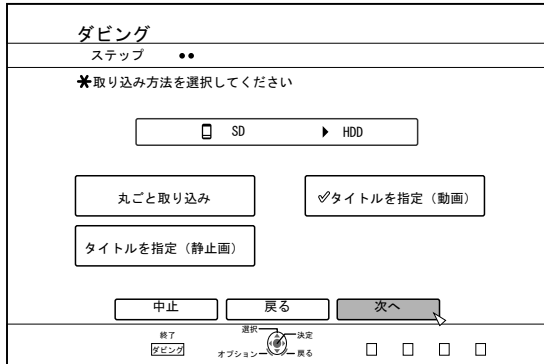 ダビング
ステップ
取り込み方法を選択してください
SD HDD
丸ごと取り込み
タイトルを指定（動画）
タイトルを指定（静止画）
中止 戻る 次へ
終了 選択 決定
ダビング オプション 戻る